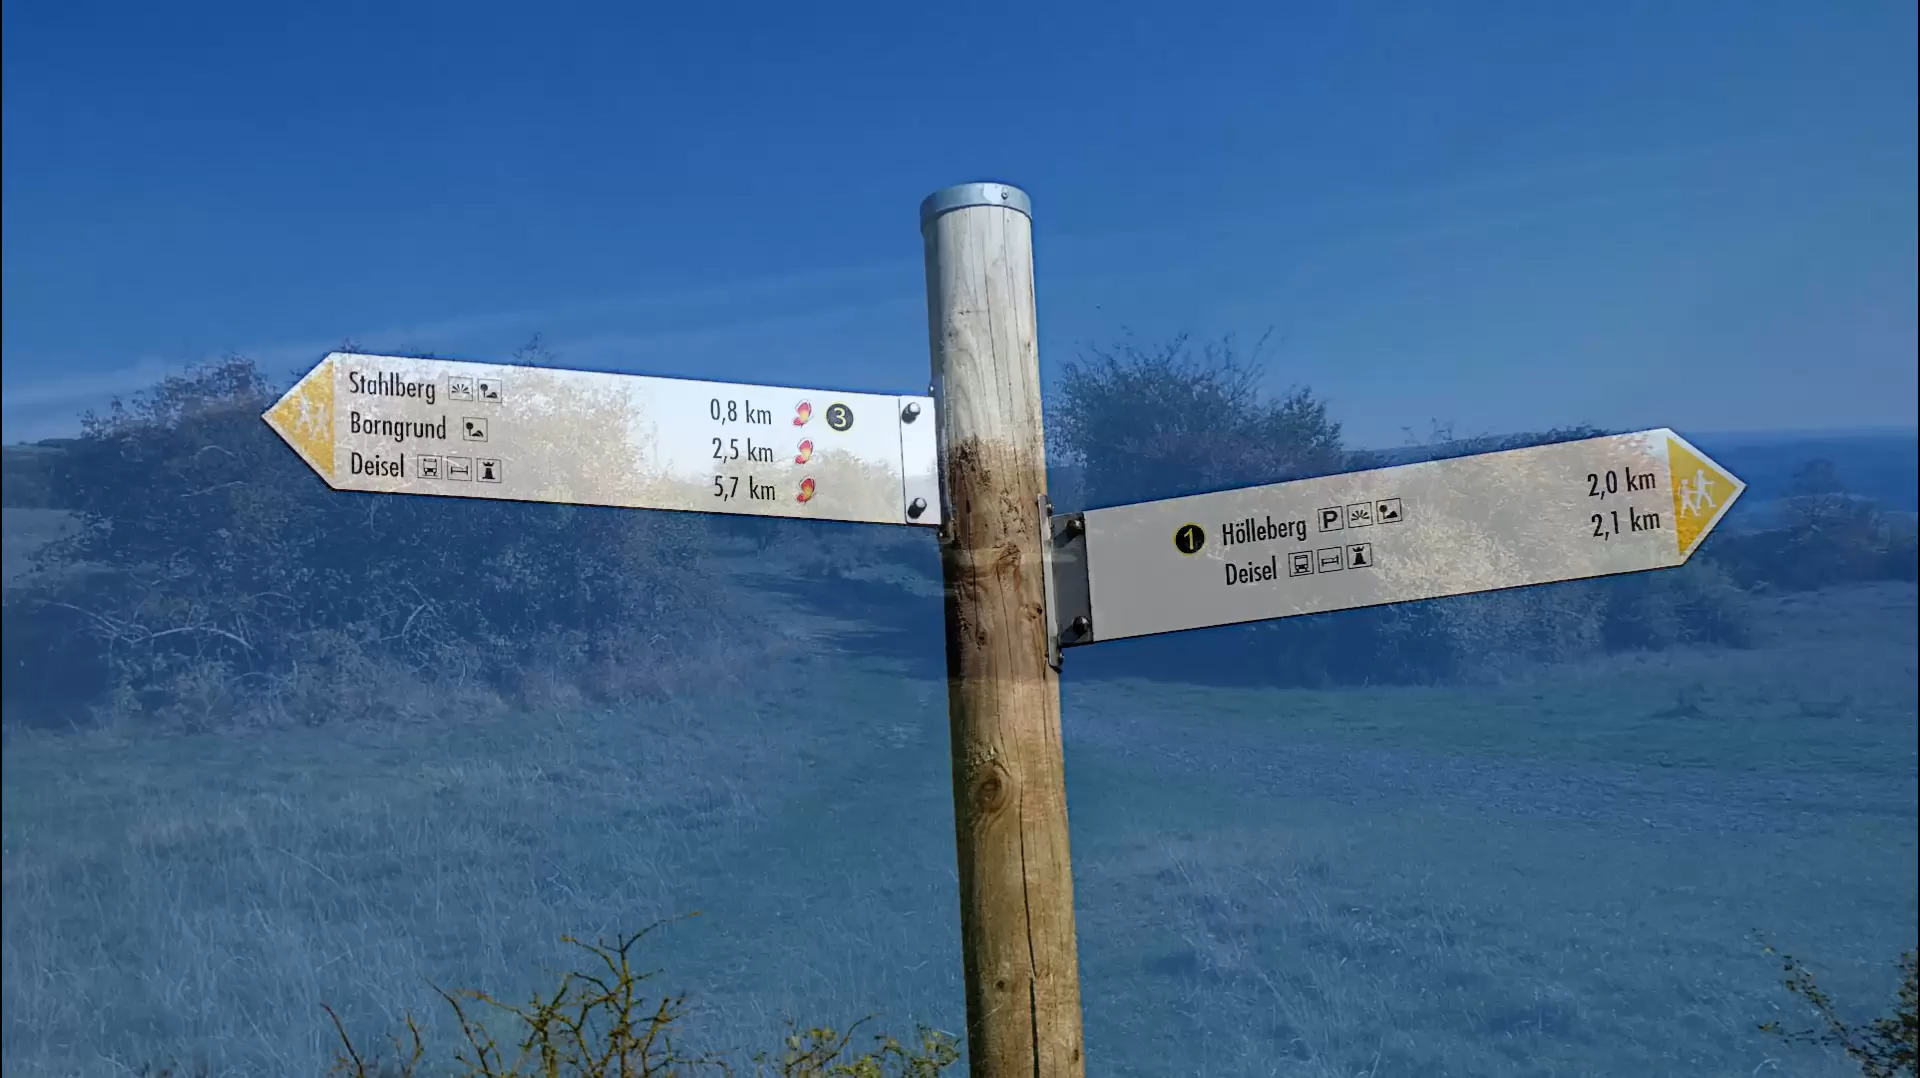 Stahlberg 0,8 km 3
Borngrund 2,5 km
Deisel 5,7 km
1 Hölleberg P 2,0 km
Deisel 2,1 km